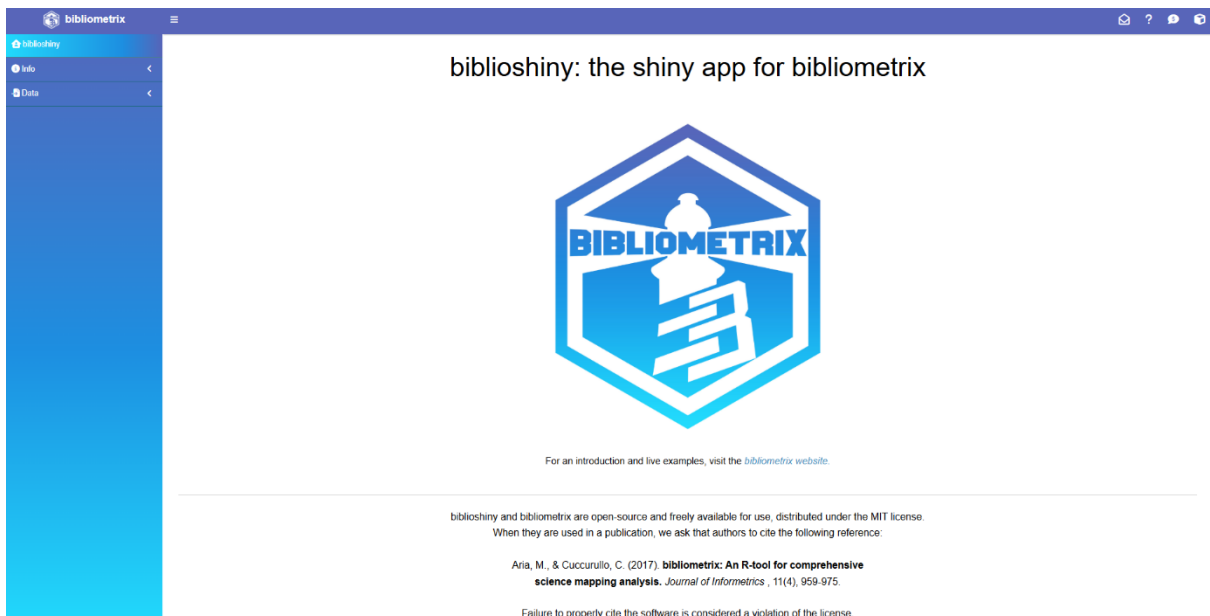 bibliometrix
biblioshiny
Info
Data
biblioshiny: the shiny app for bibliometrix
BIBLIOMETRIX
For an introduction and live examples, visit the bibliometrix website.
biblioshiny and bibliometrix are open-source and freely available for use, distributed under the MIT license.
When they are used in a publication, we ask that authors to cite the following reference:
Aria, M., & Cuccurullo, C. (2017). bibliometrix: An R-tool for comprehensive
science mapping analysis. Journal of Informetrics , 11(4), 959-975.
Failure to properly cite the software is considered a violation of the license.